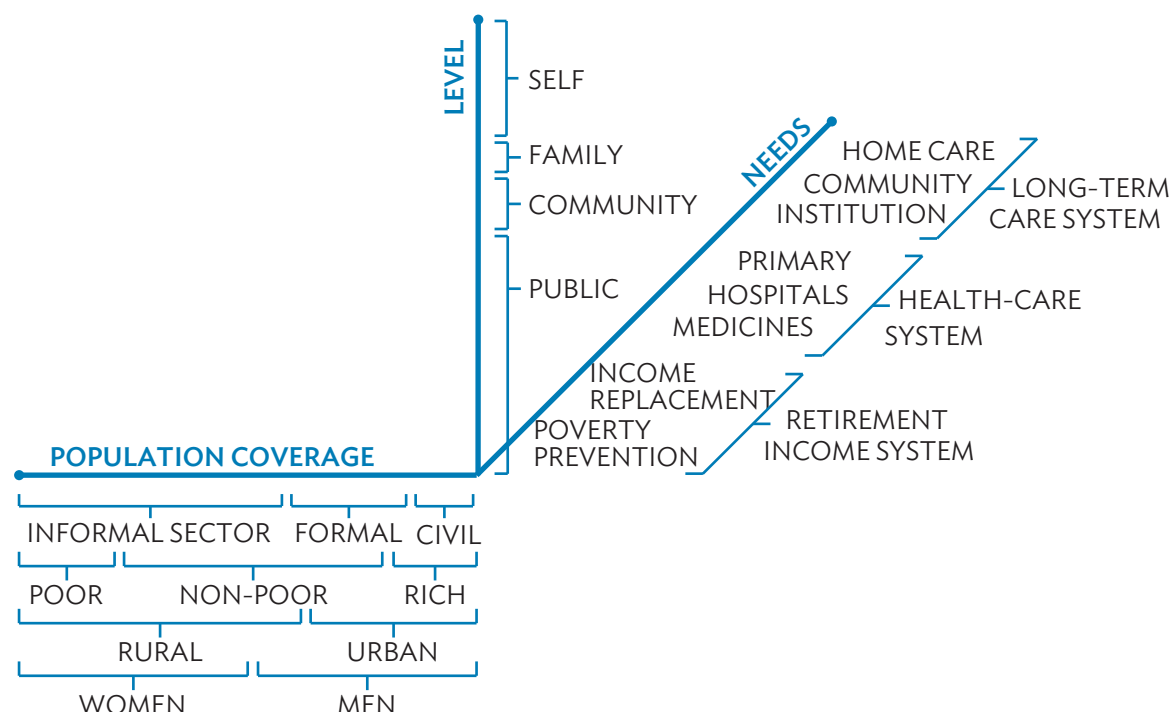 LEVEL
SELF
FAMILY
COMMUNITY
PUBLIC
NEEDS
HOME CARE
COMMUNITY
INSTITUTION
LONG-TERM
CARE SYSTEM
PRIMARY
HOSPITALS
MEDICINES
HEALTH-CARE
SYSTEM
INCOME
REPLACEMENT
POVERTY
PREVENTION
RETIREMENT
INCOME SYSTEM
POPULATION COVERAGE
INFORMAL SECTOR FORMAL CIVIL
POOR NON-POOR RICH
RURAL URBAN
WOMEN MEN